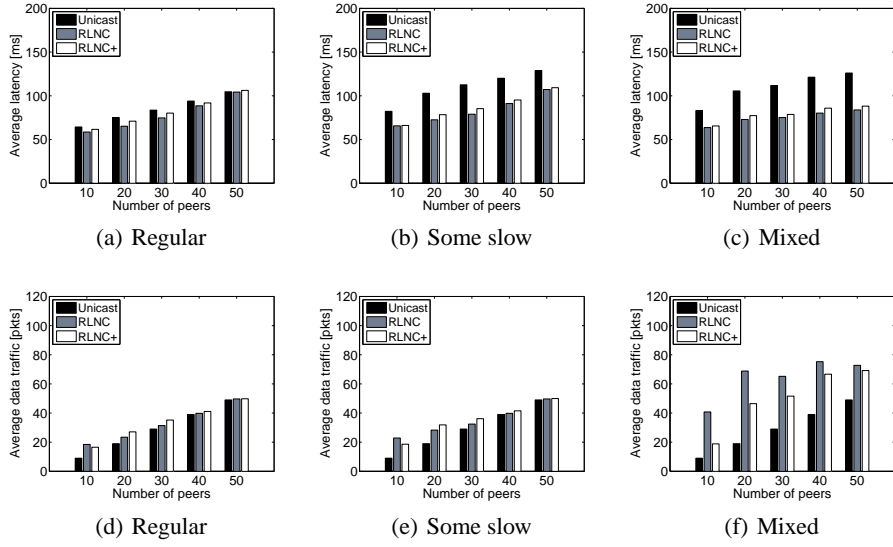 200
150
100
50
0
Average latency [ms]
Unicast
RLNC
RLNC+
10 20 30 40 50
Number of peers
(a) Regular
200
150
100
50
0
Average latency [ms]
Unicast
RLNC
RLNC+
10 20 30 40 50
Number of peers
(b) Some slow
200
150
100
50
0
Average latency [ms]
Unicast
RLNC
RLNC+
10 20 30 40 50
Number of peers
(c) Mixed
120
100
80
60
40
20
0
Average data traffic [pkts]
Unicast
RLNC
RLNC+
10 20 30 40 50
Number of peers
(d) Regular
120
100
80
60
40
20
0
Average data traffic [pkts]
Unicast
RLNC
RLNC+
10 20 30 40 50
Number of peers
(e) Some slow
120
100
80
60
40
20
0
Average data traffic [pkts]
Unicast
RLNC
RLNC+
10 20 30 40 50
Number of peers
(f) Mixed